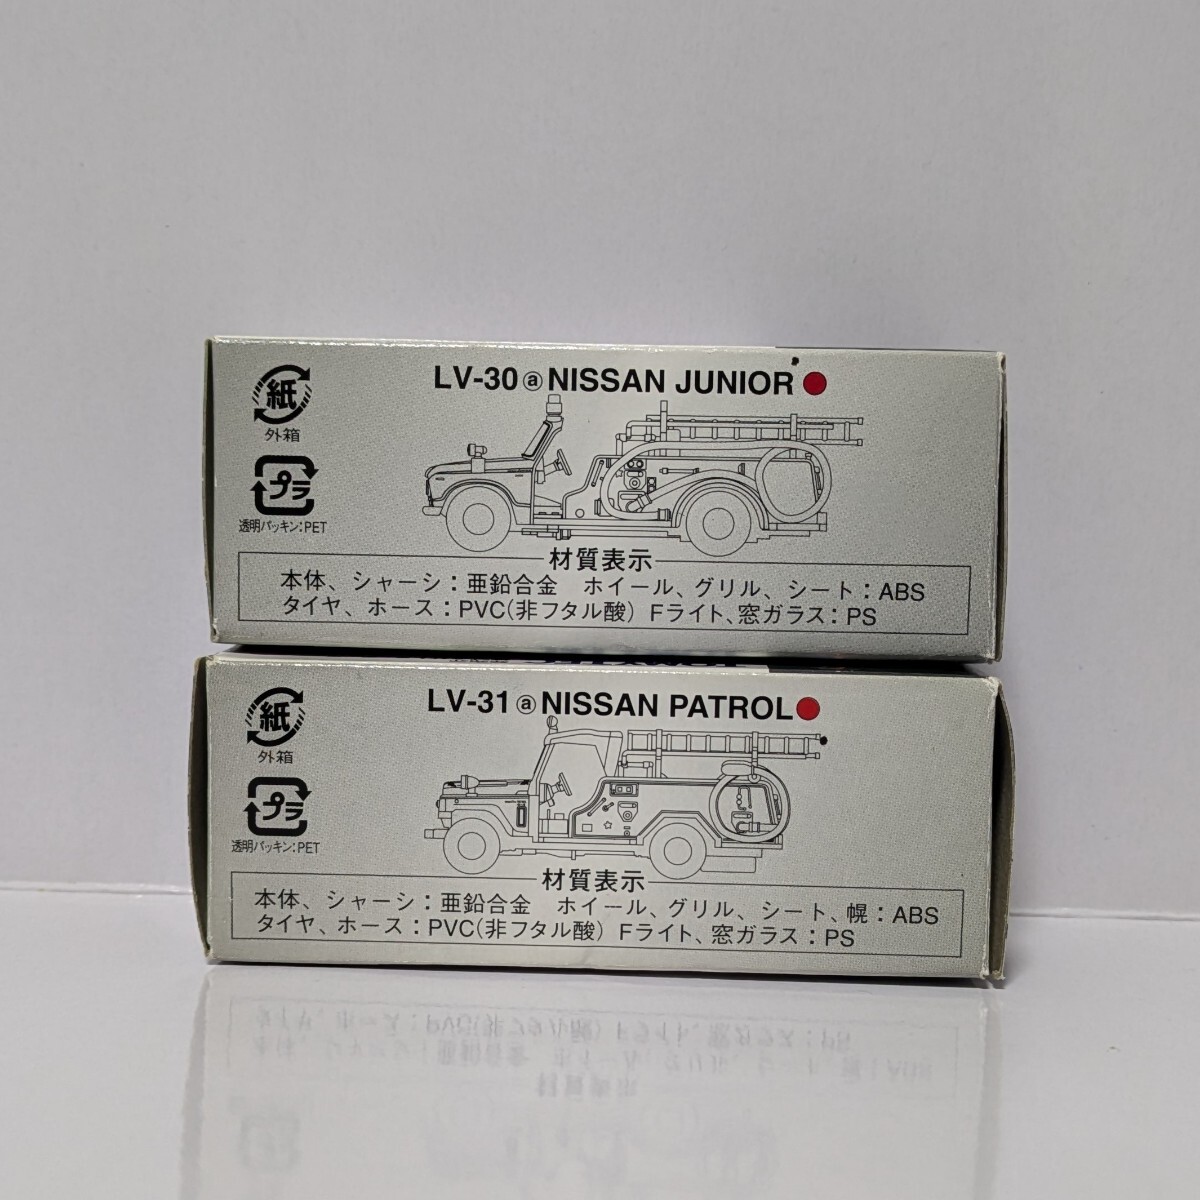 LV-30 ⓐ NISSAN JUNIOR
紙
外箱
プラ
透明パッキン:PET
材質表示
本体、シャーシ:亜鉛合金 ホイール、グリル、シート:ABS
タイヤ、ホース:PVC(非フタル酸) Fライト、窓ガラス:PS
LV-31 ⓐ NISSAN PATROL
紙
外箱
プラ
透明パッキン:PET
材質表示
本体、シャーシ:亜鉛合金 ホイール、グリル、シート、幌:ABS
タイヤ、ホース:PVC(非フタル酸) Fライト、窓ガラス:PS